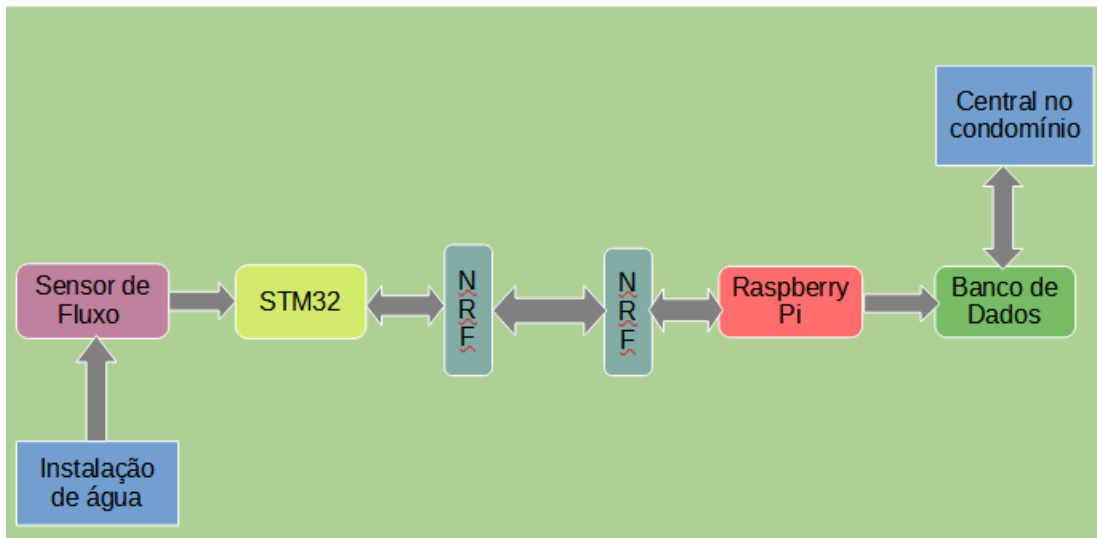 Central no
condomínio
Sensor de
Fluxo
STM32
N
R
F
N
R
F
Raspberry
Pi
Banco de
Dados
Instalação
de água